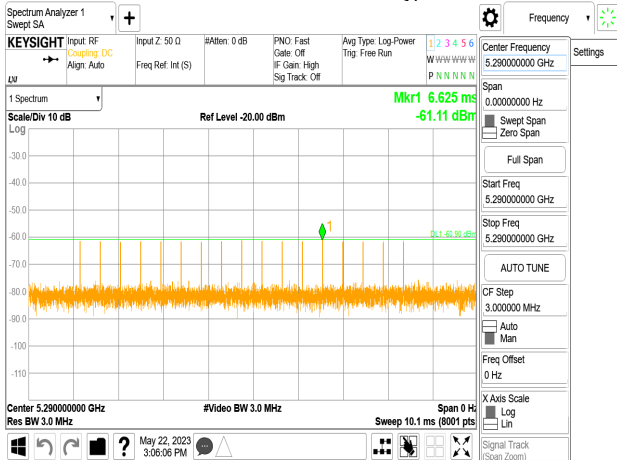 Spectrum Analyzer 1
Swept SA
+
Frequency
KEYSIGHT
Input: RF
Coupling: DC
Align: Auto
Input Z: 50 Ω
Freq Ref: Int (S)
#Atten: 0 dB
PNO: Fast
Gate: Off
IF Gain: High
Sig Track: Off
Avg Type: Log-Power
Trig: Free Run
1 2 3 4 5 6
W W W W W W
P N N N N N
LXI
Center Frequency
5.290000000 GHz
Settings
Span
0.00000000 Hz
Swept Span
Zero Span
Full Span
Start Freq
5.290000000 GHz
Stop Freq
5.290000000 GHz
AUTO TUNE
CF Step
3.000000 MHz
Auto
Man
Freq Offset
0 Hz
X Axis Scale
Log
Lin
Signal Track
(Span Zoom)
1 Spectrum
Mkr1 6.625 ms
-61.11 dBm
Scale/Div 10 dB
Ref Level -20.00 dBm
Log
-30.0
-40.0
-50.0
-60.0
-70.0
-80.0
-90.0
-100
-110
1
DL1 -60.90 dBm
Center 5.290000000 GHz
#Video BW 3.0 MHz
Span 0 Hz
Res BW 3.0 MHz
Sweep 10.1 ms (8001 pts)
?
May 22, 2023
3:06:06 PM